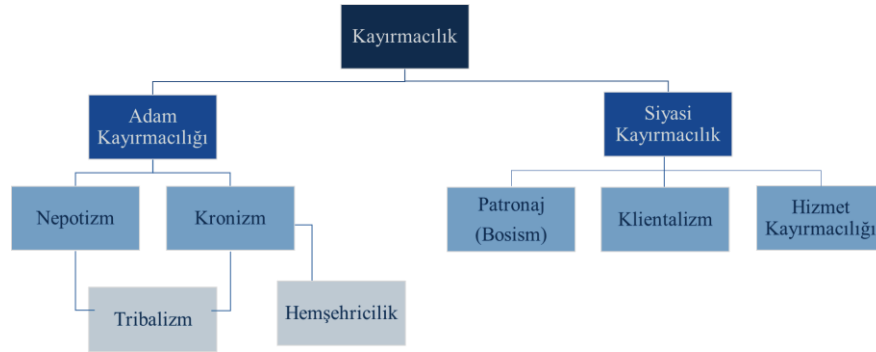 Kayırmacılık
Adam
Kayırmacılığı
Siyasi
Kayırmacılık
Nepotizm
Kronizm
Patronaj
(Bosism)
Klientalizm
Hizmet
Kayırmacılığı
Tribalizm
Hemşehricilik